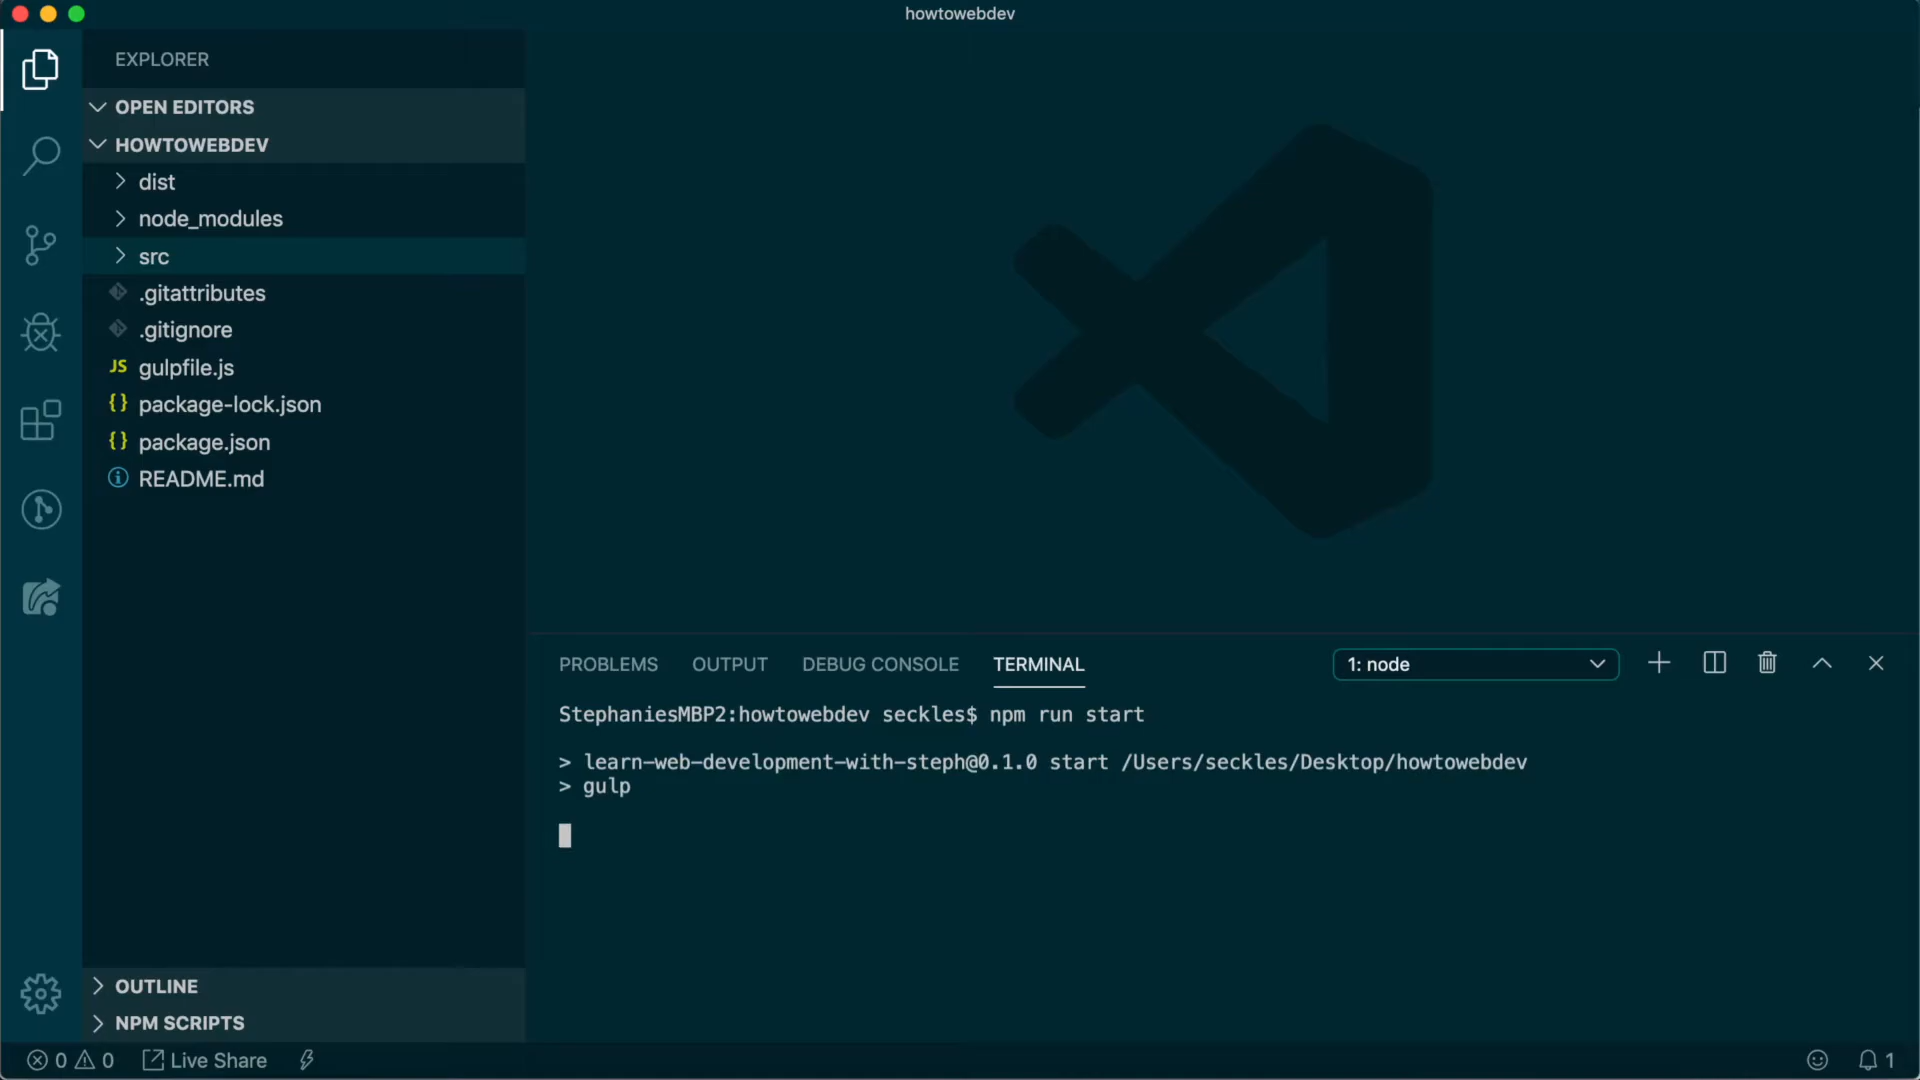 howtowebdev
EXPLORER
OPEN EDITORS
HOWTOWEBDEV
dist
node_modules
src
.gitattributes
.gitignore
JS gulpfile.js
{} package-lock.json
{} package.json
README.md
OUTLINE
NPM SCRIPTS
PROBLEMS OUTPUT DEBUG CONSOLE TERMINAL 1: node
StephaniesMBP2:howtowebdev seckles$ npm run start
> learn-web-development-with-steph@0.1.0 start /Users/seckles/Desktop/howtowebdev
> gulp
0 0 Live Share 1